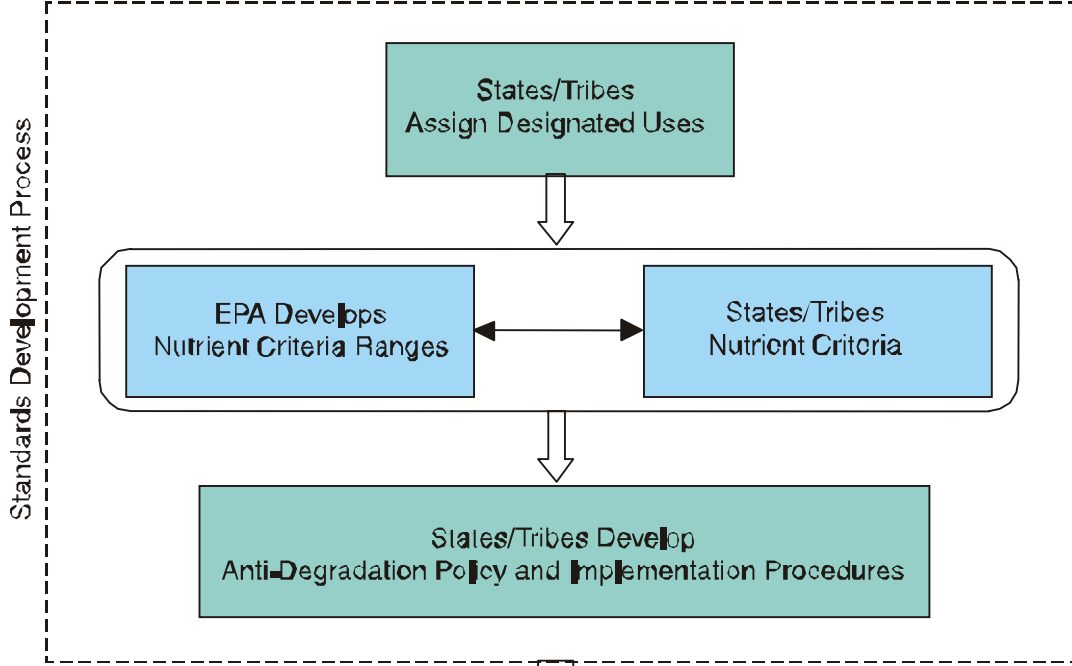 Standards Development Process
States/Tribes
Assign Designated Uses
EPA Develops
Nutrient Criteria Ranges
States/Tribes
Nutrient Criteria
States/Tribes Develop
Anti-Degradation Policy and Implementation Procedures